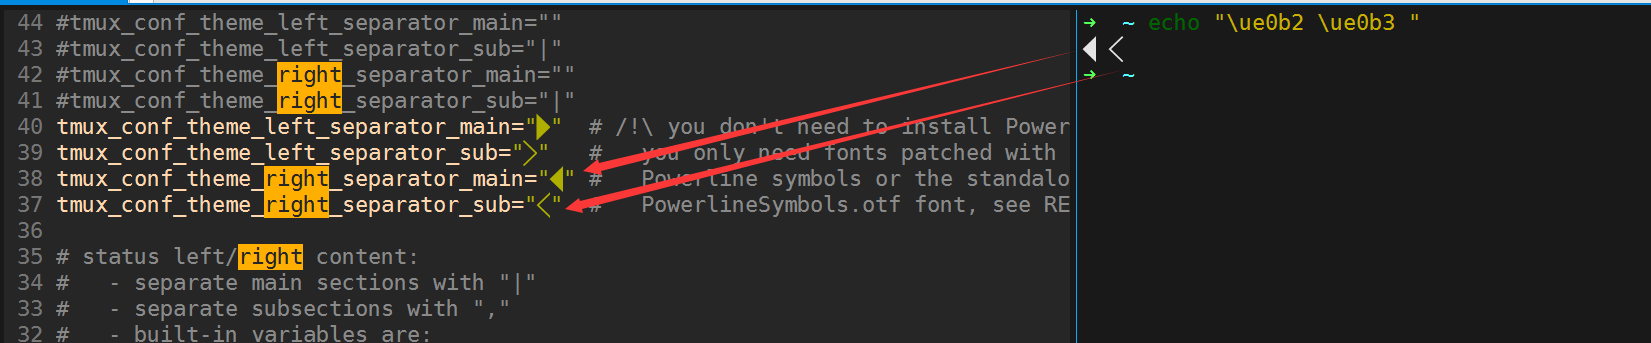 44 #tmux_conf_theme_left_separator_main=""
43 #tmux_conf_theme_left_separator_sub="|"
42 #tmux_conf_theme_right_separator_main=""
41 #tmux_conf_theme_right_separator_sub="|"
40 tmux_conf_theme_left_separator_main=""  # /!\ you don't need to install Power
39 tmux_conf_theme_left_separator_sub=""   #   you only need fonts patched with
38 tmux_conf_theme_right_separator_main="" #   Powerline symbols or the standalo
37 tmux_conf_theme_right_separator_sub=""  #   PowerlineSymbols.otf font, see RE
36
35 # status left/right content:
34 #   - separate main sections with "|"
33 #   - separate subsections with ","
32 #   - built-in variables are:
➜  ~ echo "\ue0b2 \ue0b3 "
 
➜  ~